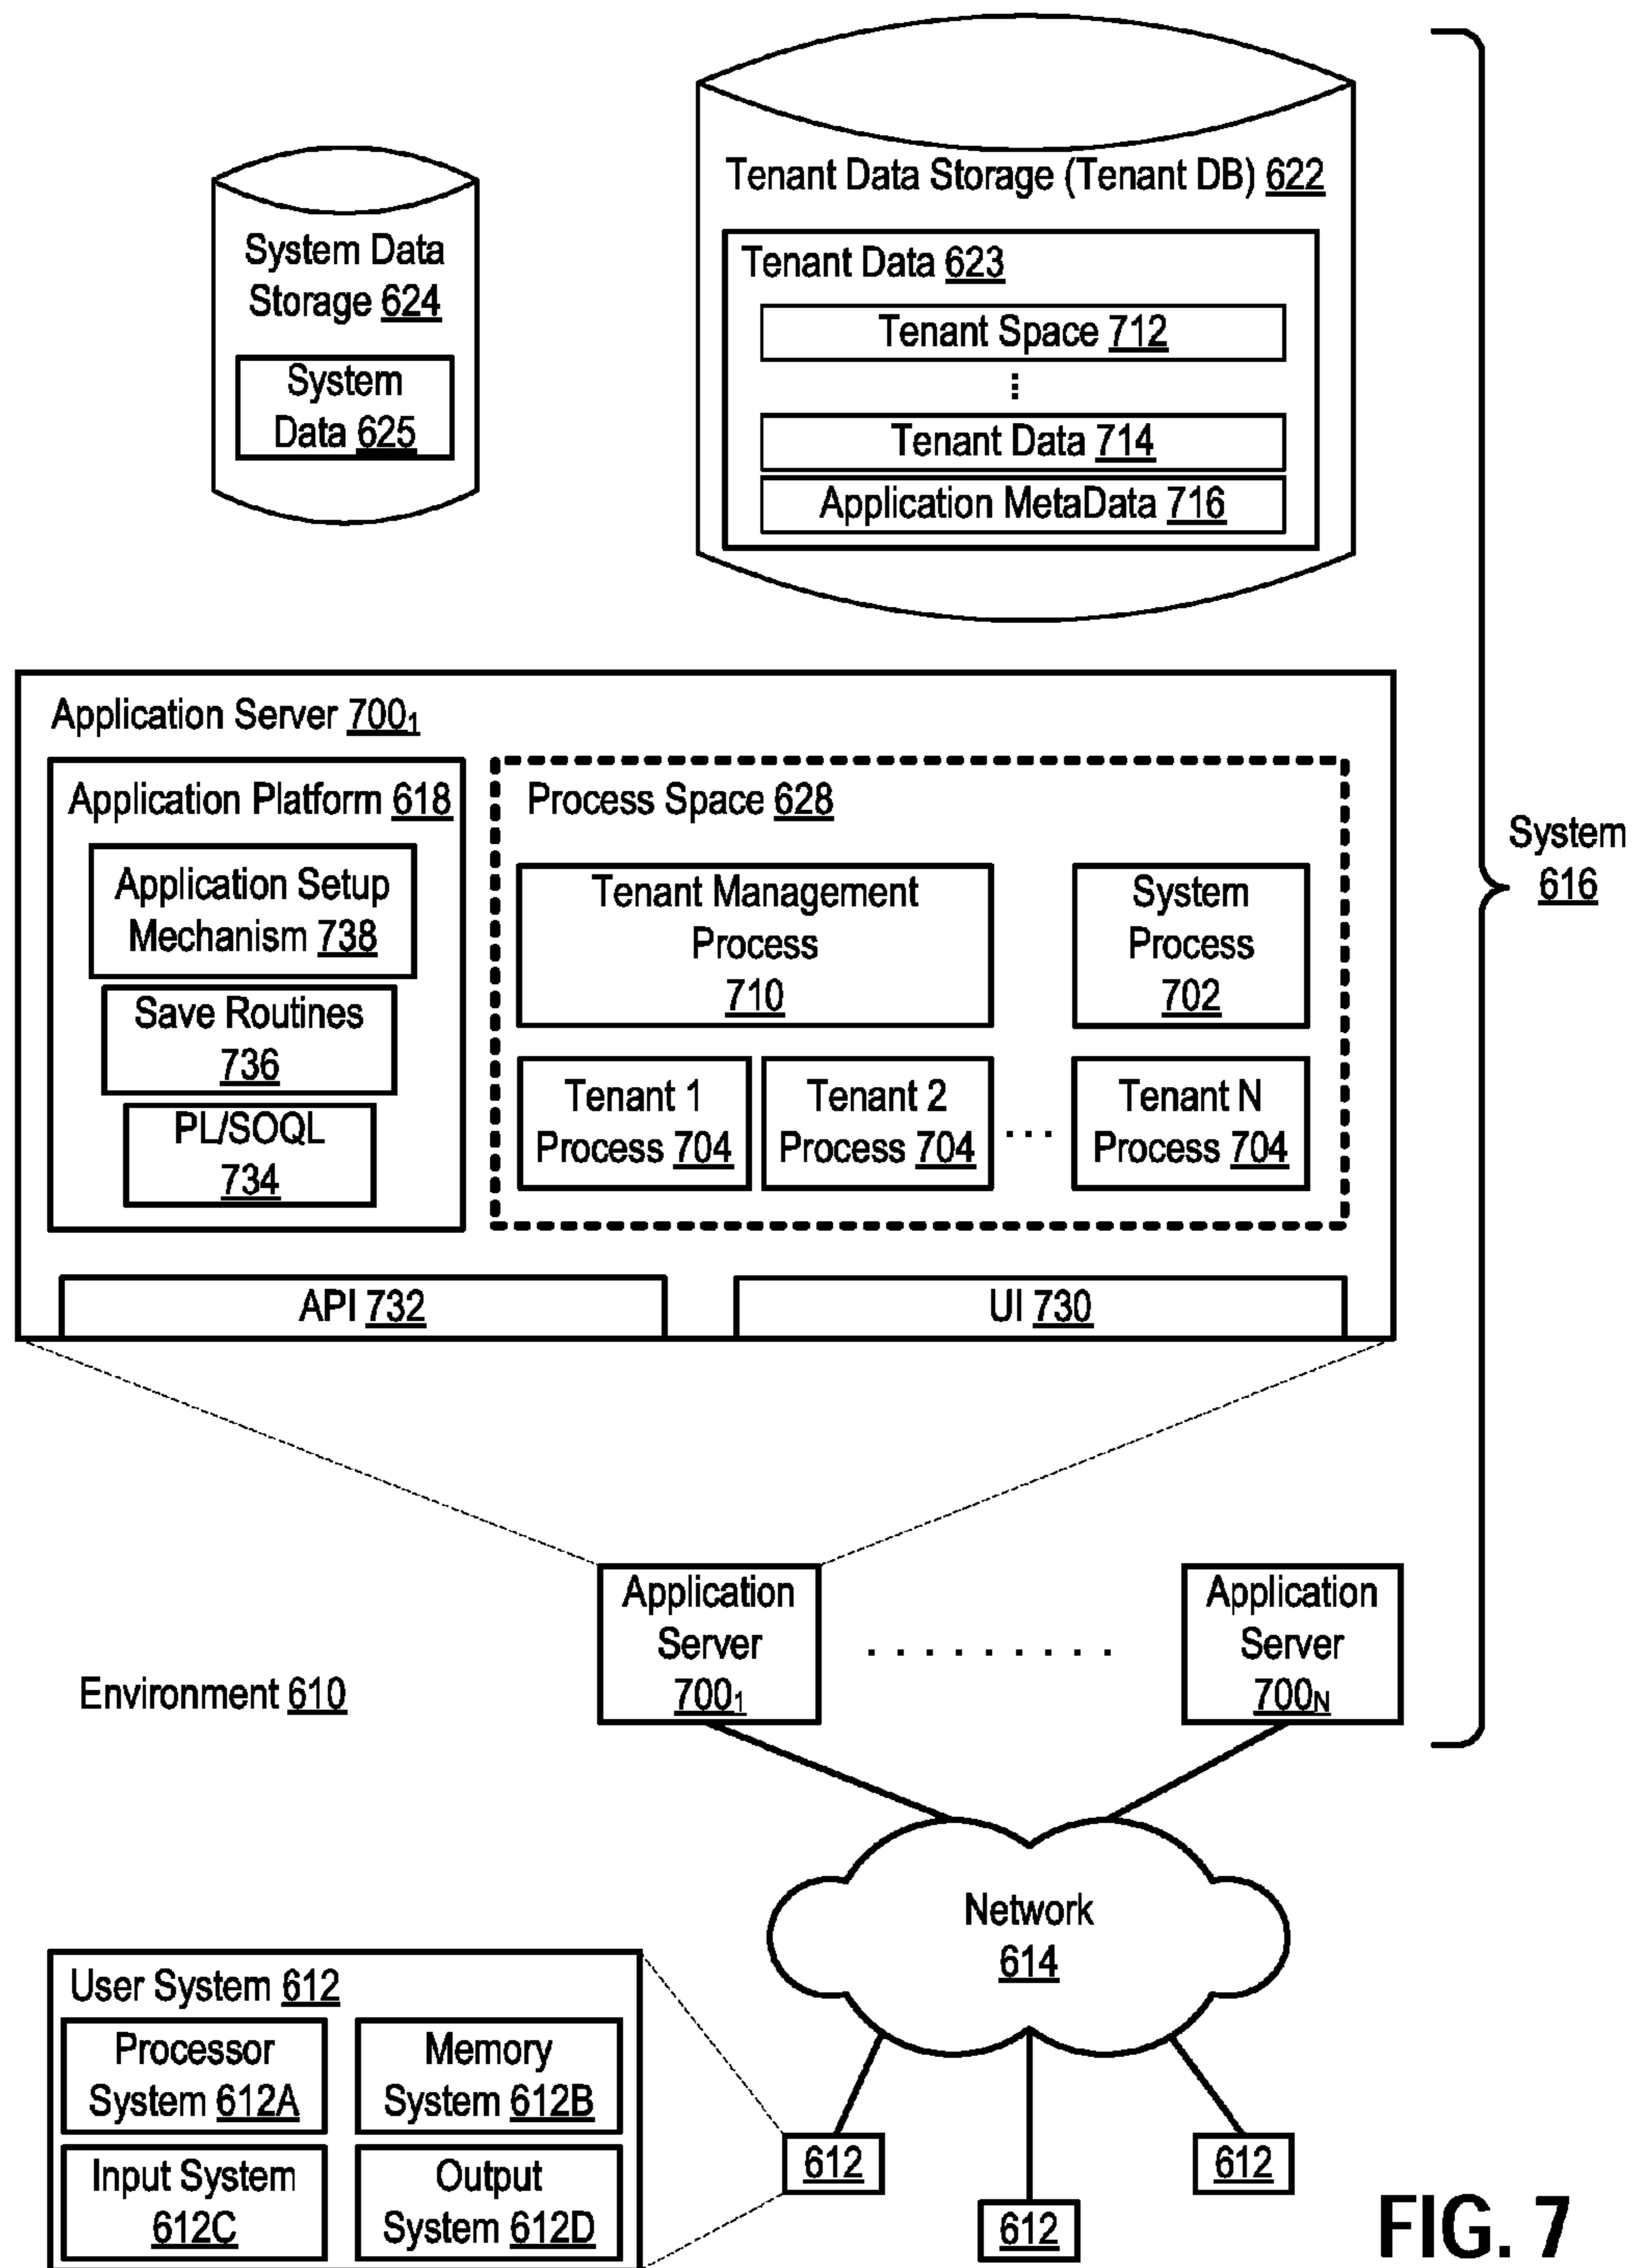 Tenant Data Storage (Tenant DB) 622
System Data
Storage 624
System
Data 625
Tenant Data 623
Tenant Space 712
⋮
Tenant Data 714
Application MetaData 716
System
616
Application Server 700₁
Application Platform 618
Application Setup
Mechanism 738
Save Routines
736
PL/SOQL
734
Process Space 628
Tenant Management
Process
710
System
Process
702
Tenant 1
Process 704
Tenant 2
Process 704
...
Tenant N
Process 704
API 732
UI 730
Application
Server
700₁
. . . . . . . . .
Application
Server
700N
Environment 610
Network
614
User System 612
Processor
System 612A
Memory
System 612B
Input System
612C
Output
System 612D
612
612
612
FIG. 7